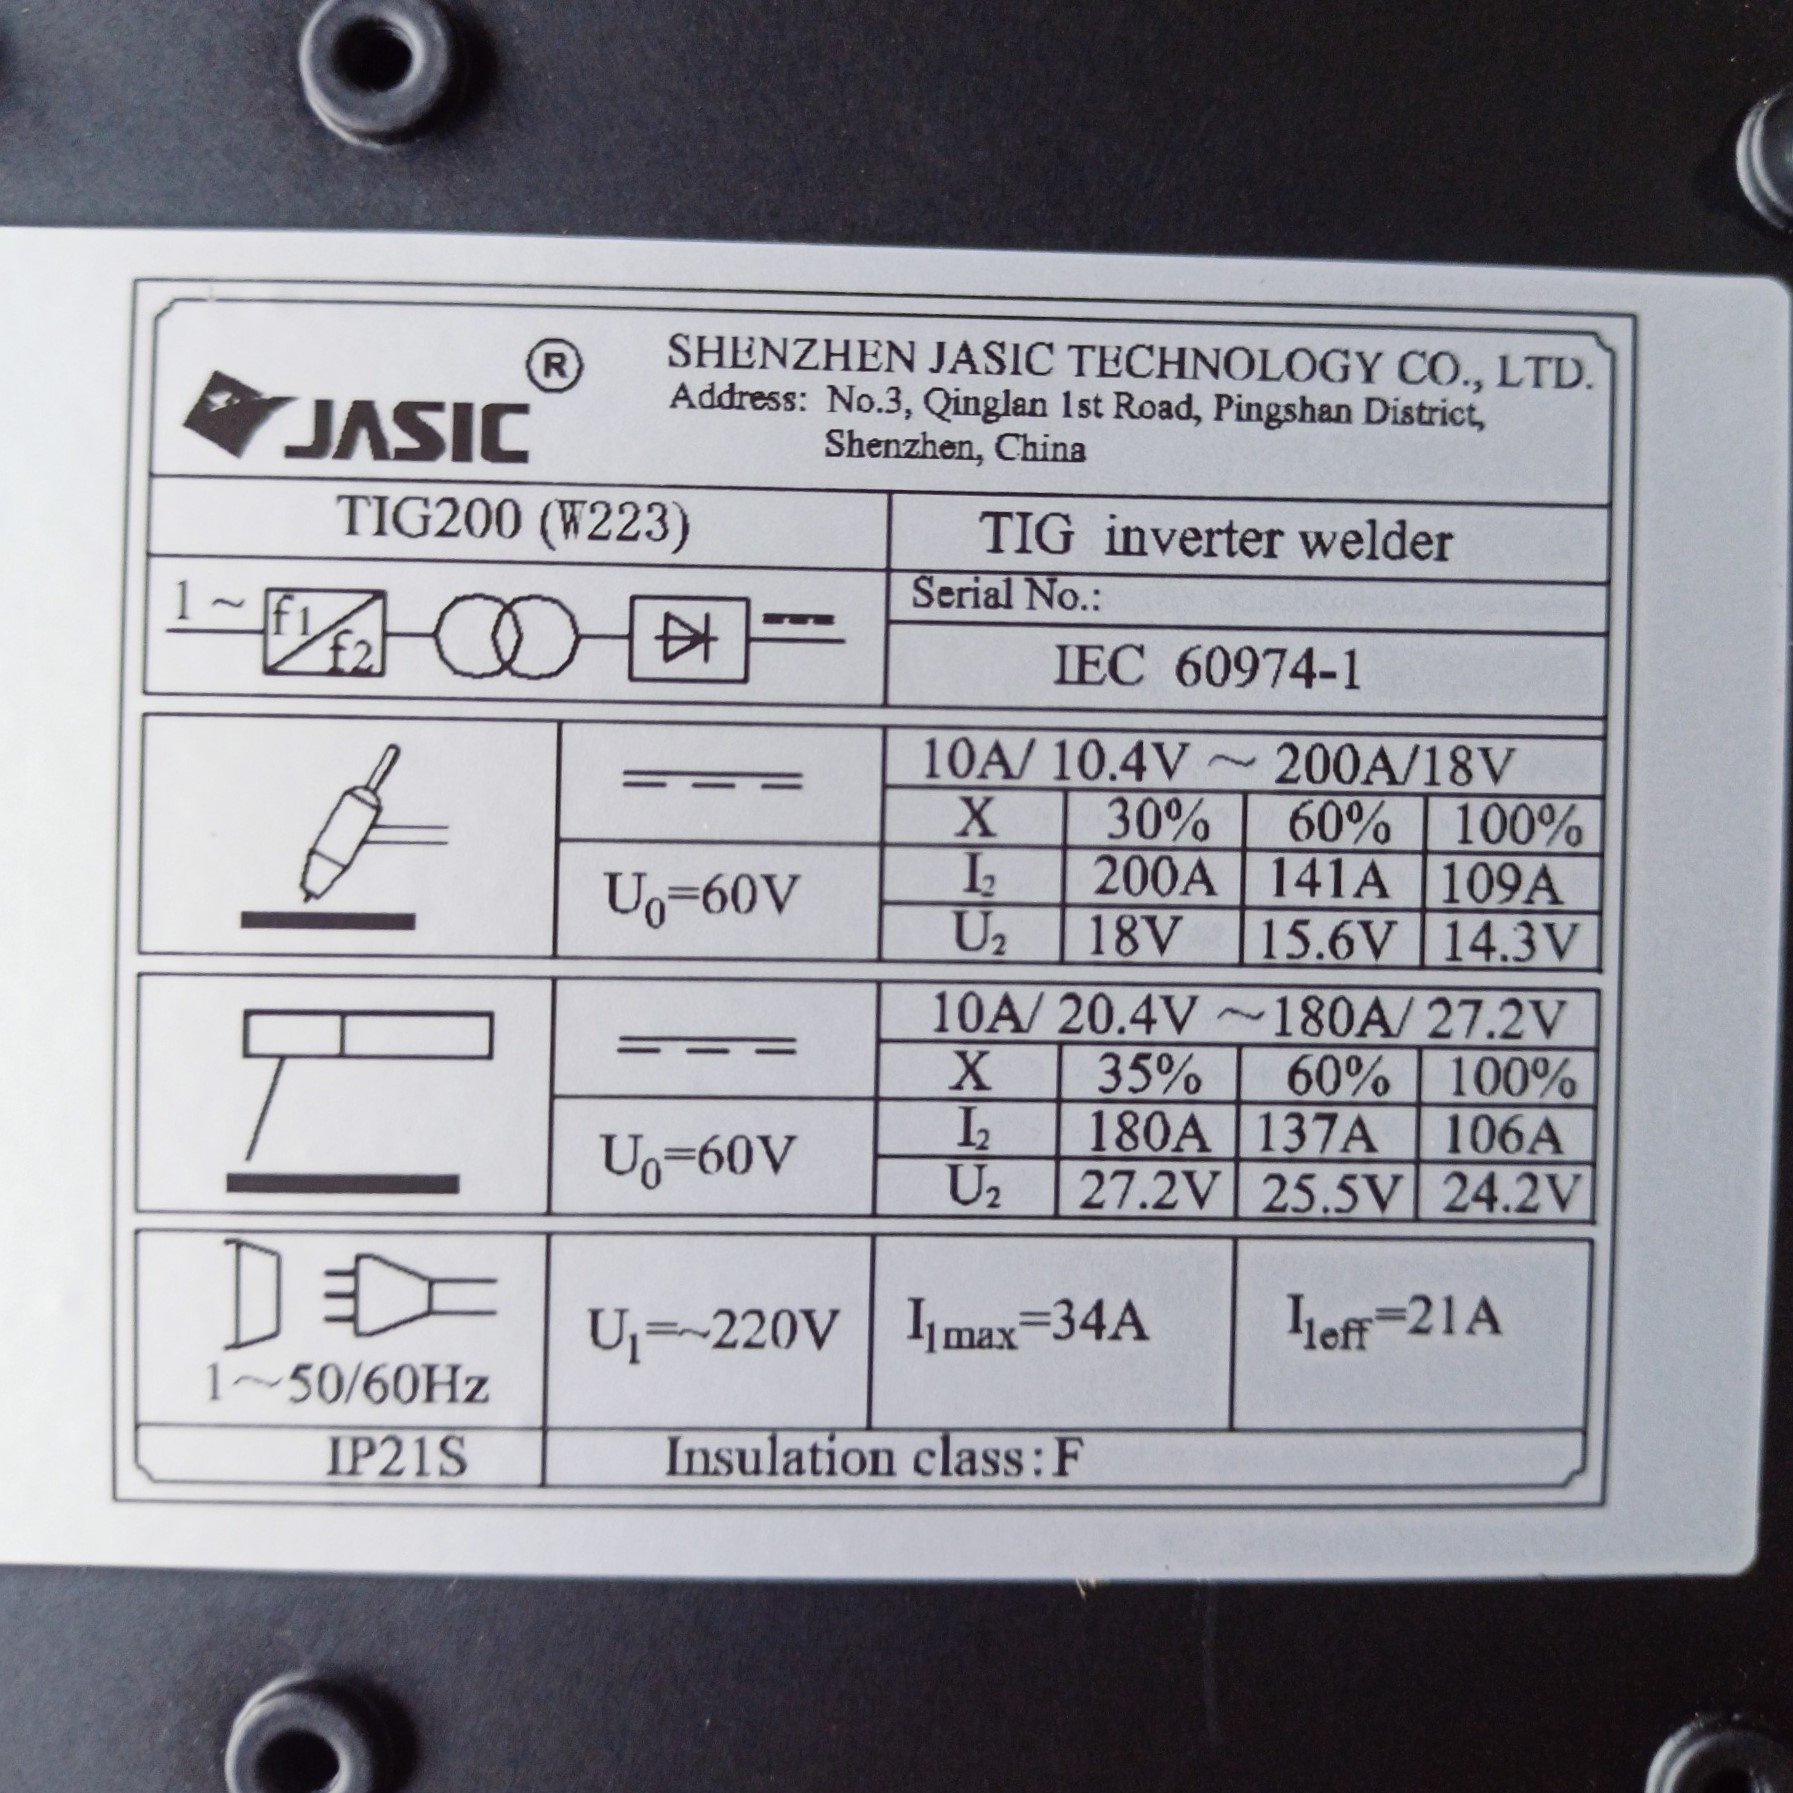 JASIC ®
SHENZHEN JASIC TECHNOLOGY CO., LTD.
Address: No.3, Qinglan 1st Road, Pingshan District,
Shenzhen, China
TIG200 (W223)
TIG inverter welder
1~ f1 f2
Serial No.:
IEC 60974-1
10A/ 10.4V ~ 200A/18V
X 30% 60% 100%
U₀=60V
I₂ 200A 141A 109A
U₂ 18V 15.6V 14.3V
10A/ 20.4V ~180A/ 27.2V
X 35% 60% 100%
U₀=60V
I₂ 180A 137A 106A
U₂ 27.2V 25.5V 24.2V
1~50/60Hz
U₁=~220V
I₁max=34A
I₁eff=21A
IP21S
Insulation class: F